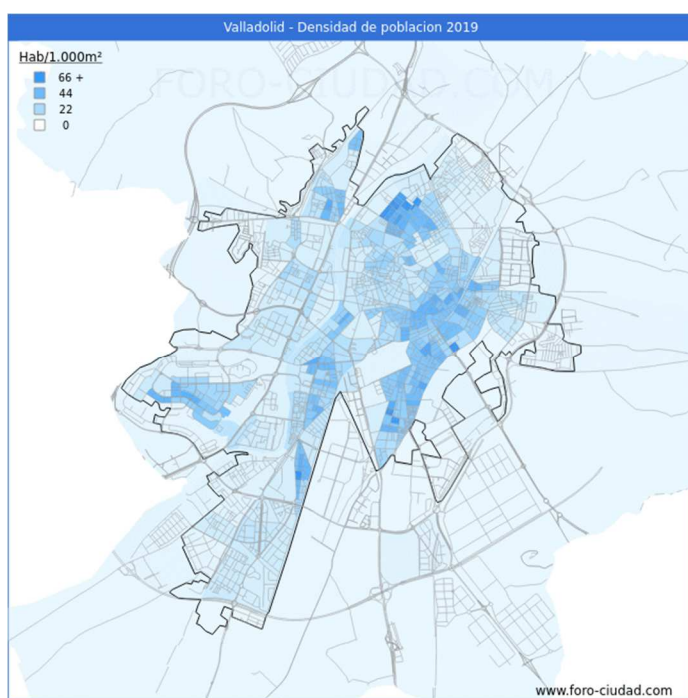 Valladolid - Densidad de poblacion 2019
Hab/1.000m²
66 +
44
22
0
FORO-CIUDAD.COM
www.foro-ciudad.com